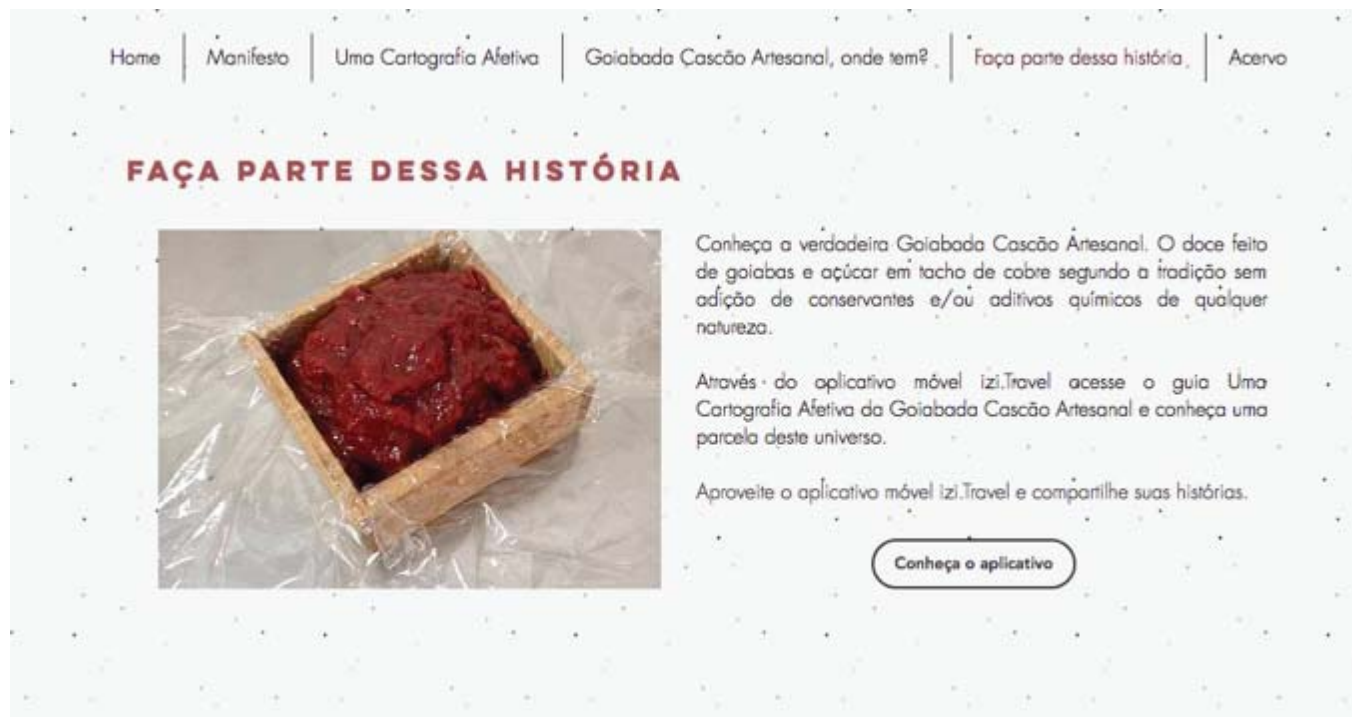 Home | Manifesto | Uma Cartografia Afetiva | Goiabada Cascão Artesanal, onde tem? | Faça parte dessa história | Acervo
FAÇA PARTE DESSA HISTÓRIA
Conheça a verdadeira Goiabada Cascão Artesanal. O doce feito
de goiabas e açúcar em tacho de cobre segundo a tradição sem
adição de conservantes e/ou aditivos químicos de qualquer
natureza.
Através do aplicativo móvel izi.Travel acesse o guia Uma
Cartografia Afetiva da Goiabada Cascão Artesanal e conheça uma
parcela deste universo.
Aproveite o aplicativo móvel izi.Travel e compartilhe suas histórias.
Conheça o aplicativo